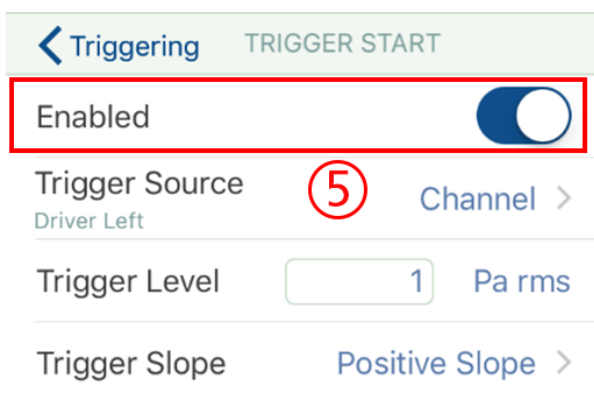 Triggering TRIGGER START
Enabled
Trigger Source ⑤ Channel
Driver Left
Trigger Level 1 Pa rms
Trigger Slope Positive Slope